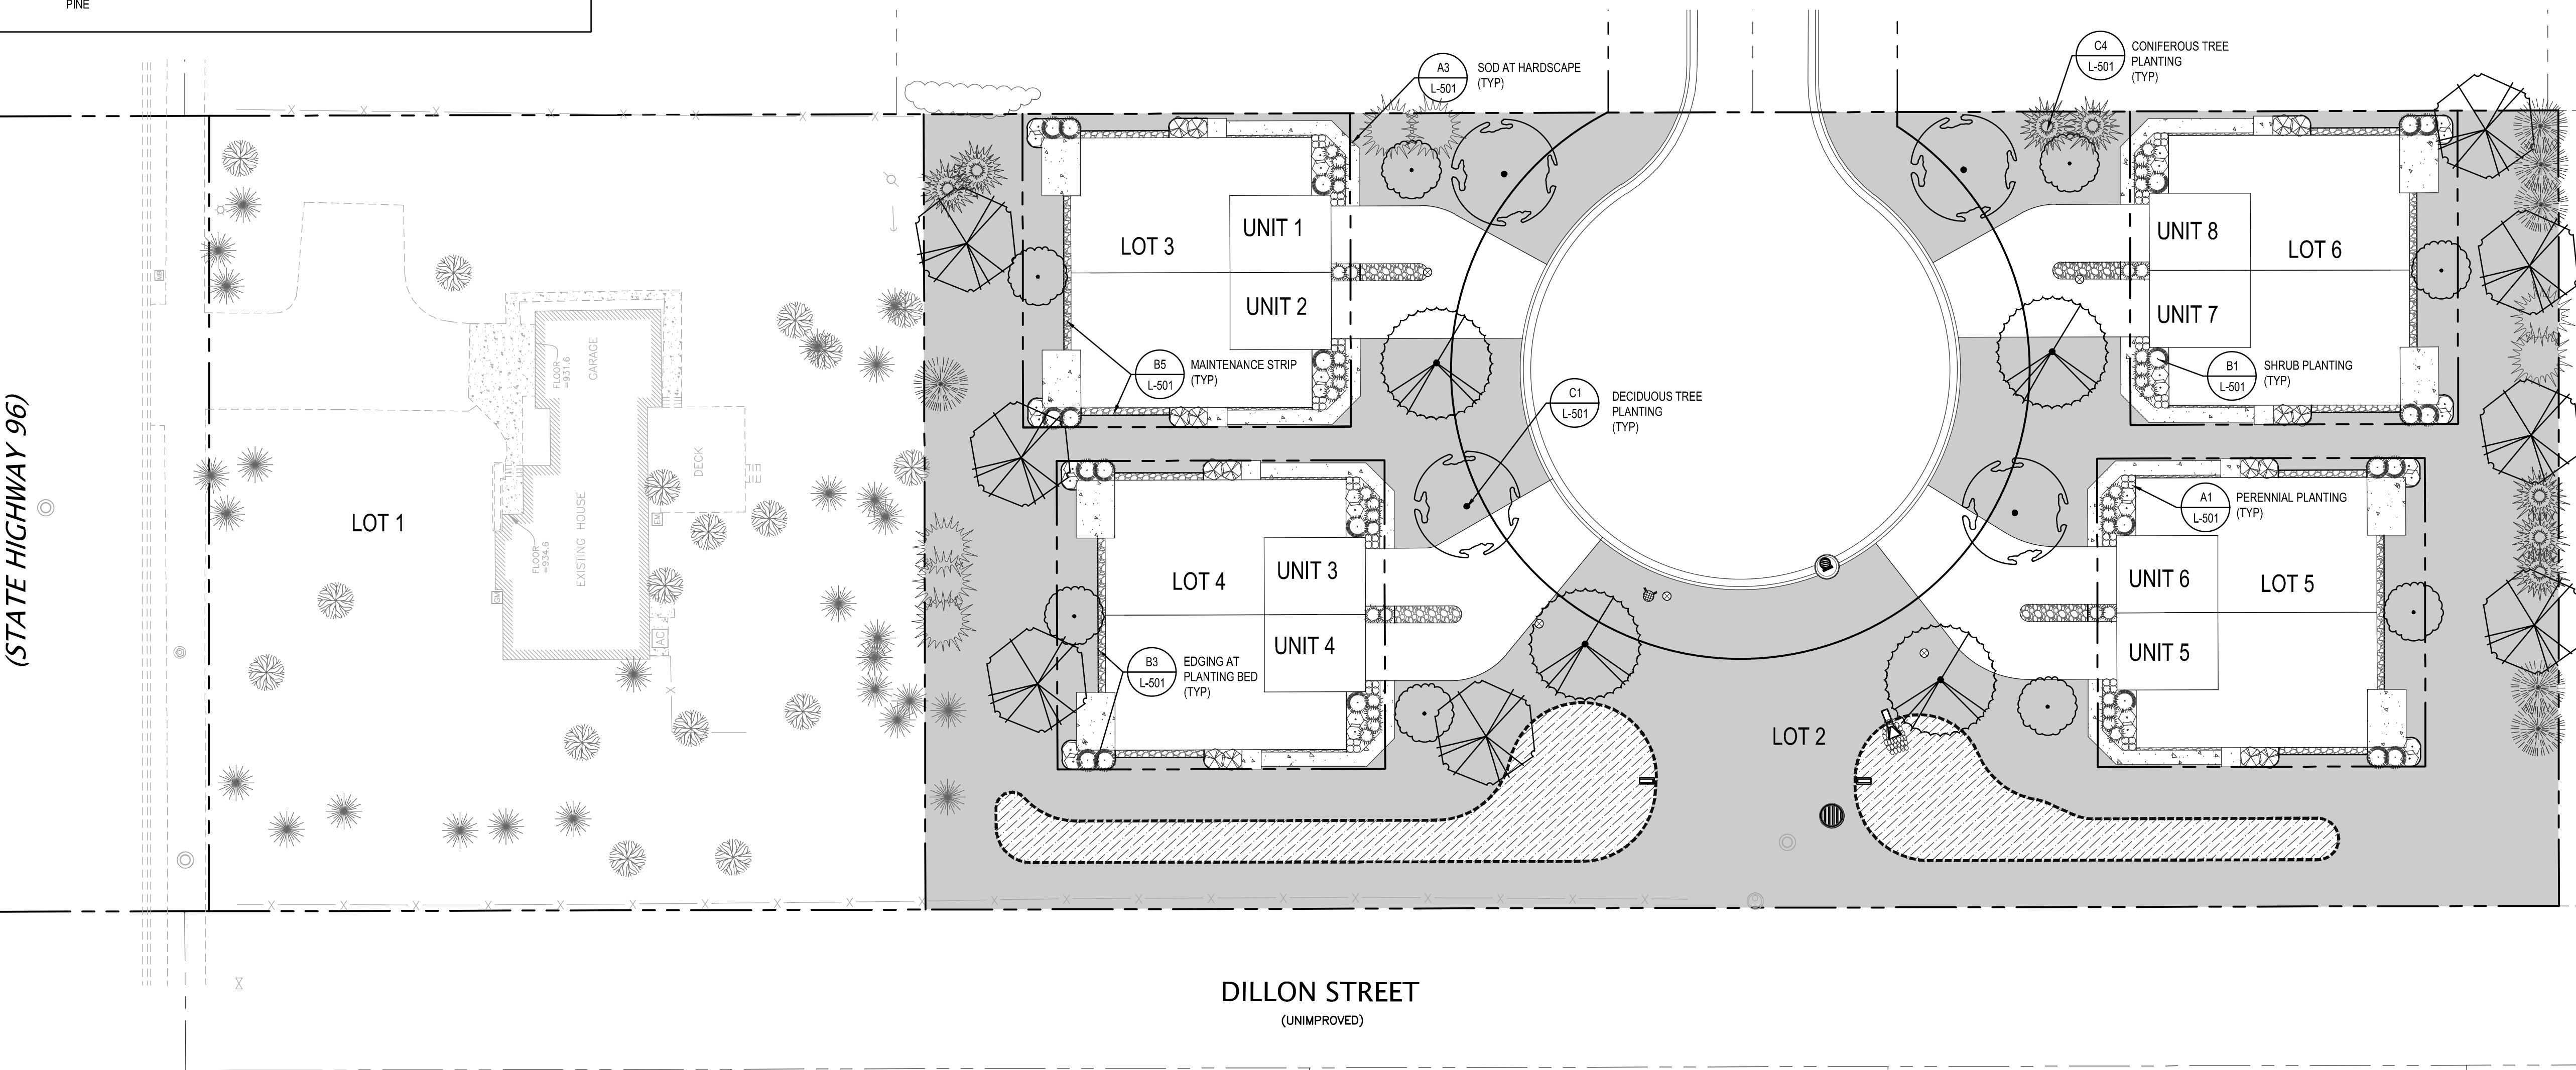 PINE
A3
L-501
SOD AT HARDSCAPE
(TYP)
C4
L-501
CONIFEROUS TREE
PLANTING
(TYP)
UNIT 1
LOT 3
UNIT 2
UNIT 8
LOT 6
UNIT 7
B5
L-501
MAINTENANCE STRIP
(TYP)
B1
L-501
SHRUB PLANTING
(TYP)
C1
L-501
DECIDUOUS TREE
PLANTING
(TYP)
FLOOR
=931.6
GARAGE
DECK
(STATE HIGHWAY 96)
LOT 1
FLOOR
=934.6
EXISTING HOUSE
AC
A1
L-501
PERENNIAL PLANTING
(TYP)
UNIT 3
LOT 4
UNIT 4
UNIT 6
LOT 5
UNIT 5
B3
L-501
EDGING AT
PLANTING BED
(TYP)
LOT 2
DILLON STREET
(UNIMPROVED)